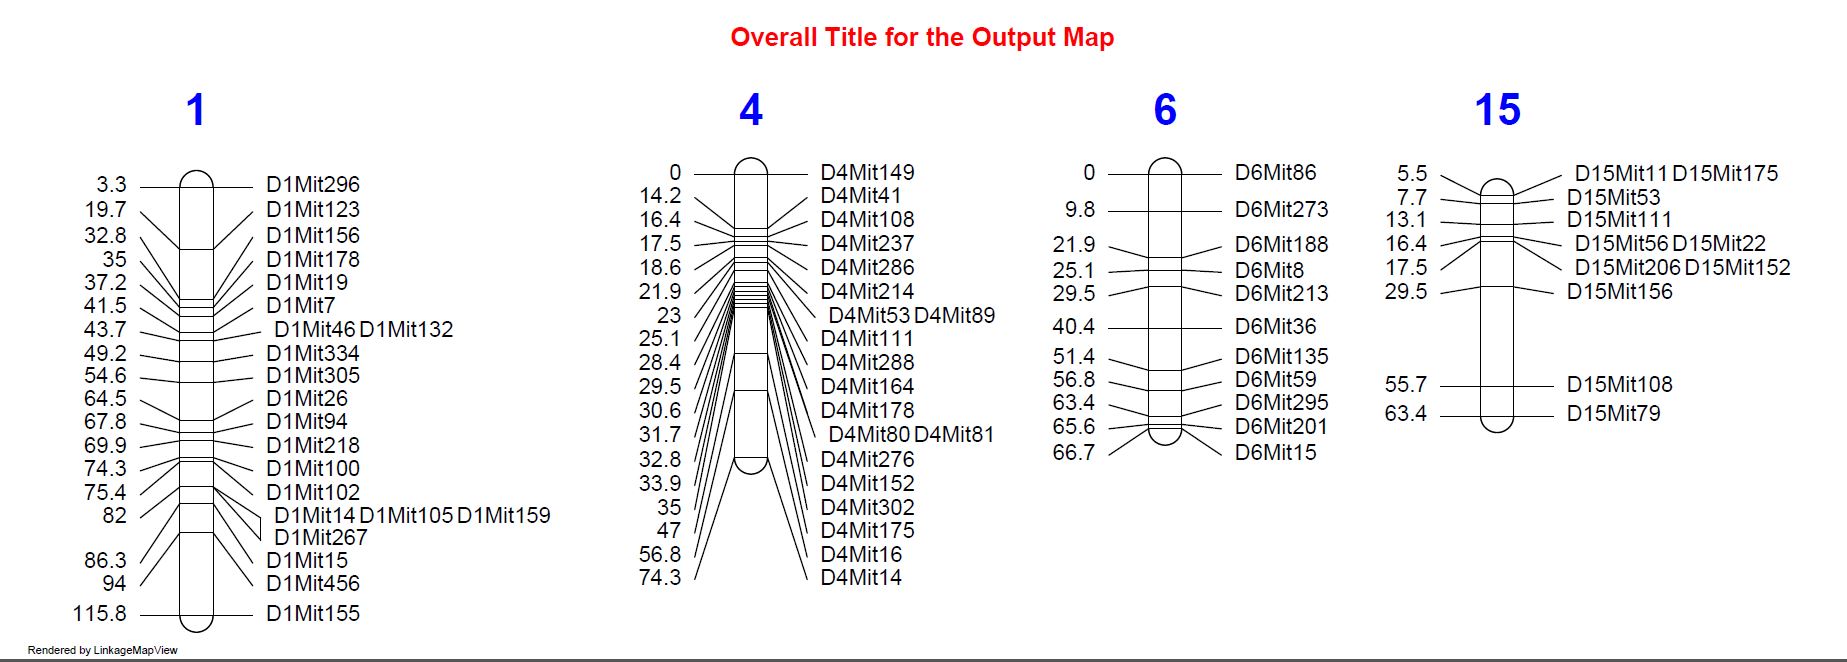 Overall Title for the Output Map
1
3.3 D1Mit296
19.7 D1Mit123
32.8 D1Mit156
35 D1Mit178
37.2 D1Mit19
41.5 D1Mit7
43.7 D1Mit46 D1Mit132
49.2 D1Mit334
54.6 D1Mit305
64.5 D1Mit26
67.8 D1Mit94
69.9 D1Mit218
74.3 D1Mit100
75.4 D1Mit102
82 D1Mit14 D1Mit105 D1Mit159
D1Mit267
86.3 D1Mit15
94 D1Mit456
115.8 D1Mit155
4
0 D4Mit149
14.2 D4Mit41
16.4 D4Mit108
17.5 D4Mit237
18.6 D4Mit286
21.9 D4Mit214
23 D4Mit53 D4Mit89
25.1 D4Mit111
28.4 D4Mit288
29.5 D4Mit164
30.6 D4Mit178
31.7 D4Mit80 D4Mit81
32.8 D4Mit276
33.9 D4Mit152
35 D4Mit302
47 D4Mit175
56.8 D4Mit16
74.3 D4Mit14
6
0 D6Mit86
9.8 D6Mit273
21.9 D6Mit188
25.1 D6Mit8
29.5 D6Mit213
40.4 D6Mit36
51.4 D6Mit135
56.8 D6Mit59
63.4 D6Mit295
65.6 D6Mit201
66.7 D6Mit15
15
5.5 D15Mit11 D15Mit175
7.7 D15Mit53
13.1 D15Mit111
16.4 D15Mit56 D15Mit22
17.5 D15Mit206 D15Mit152
29.5 D15Mit156
55.7 D15Mit108
63.4 D15Mit79
Rendered by LinkageMapView